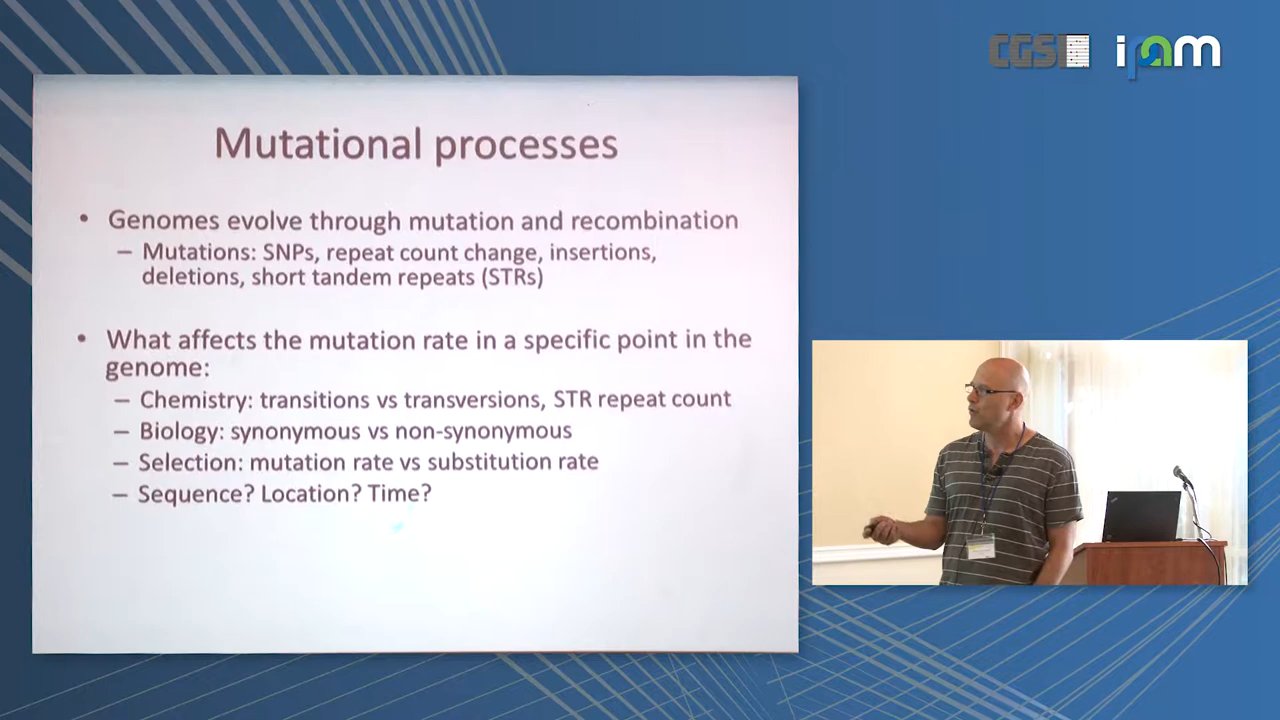 CGSI
ipam
Mutational processes
• Genomes evolve through mutation and recombination
– Mutations: SNPs, repeat count change, insertions,
deletions, short tandem repeats (STRs)
• What affects the mutation rate in a specific point in the
genome:
– Chemistry: transitions vs transversions, STR repeat count
– Biology: synonymous vs non-synonymous
– Selection: mutation rate vs substitution rate
– Sequence? Location? Time?